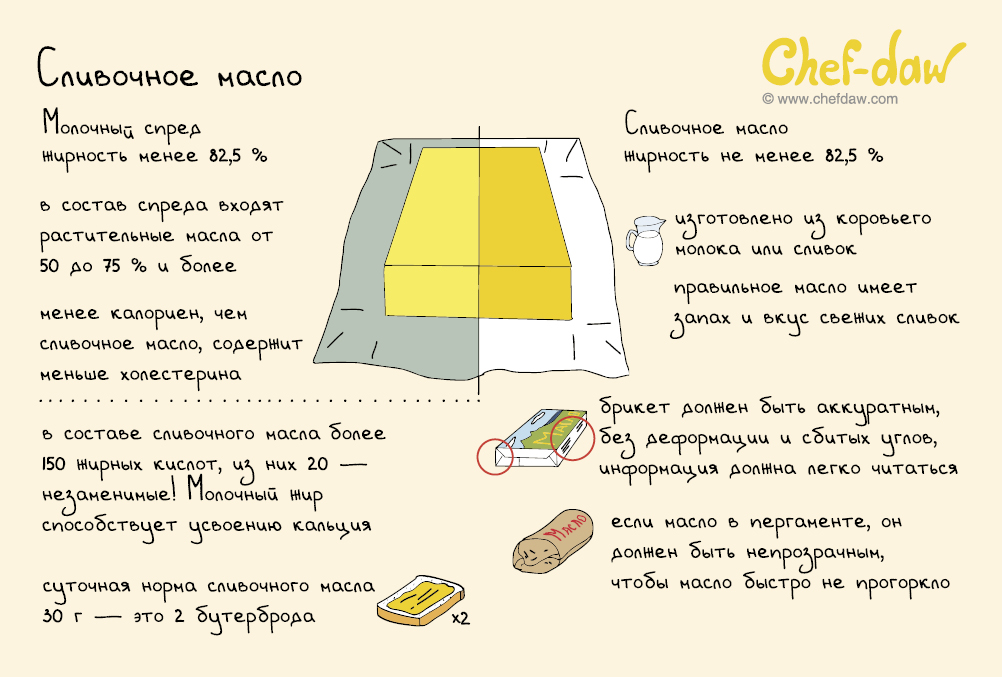 Сливочное масло
Chef-daw
© www.chefdaw.com
Молочный спред
жирность менее 82,5 %
в состав спреда входят
растительные масла от
50 до 75 % и более
менее калориен, чем
сливочное масло, содержит
меньше холестерина
Сливочное масло
жирность не менее 82,5 %
изготовлено из коровьего
молока или сливок
правильное масло имеет
запах и вкус свежих сливок
в составе сливочного масла более
150 жирных кислот, из них 20 —
незаменимые! Молочный жир
способствует усвоению кальция
суточная норма сливочного масла
30 г — это 2 бутерброда
x2
Масло
брикет должен быть аккуратным,
без деформации и сбитых углов,
информация должна легко читаться
Масло
если масло в пергаменте, он
должен быть непрозрачным,
чтобы масло быстро не прогоркло